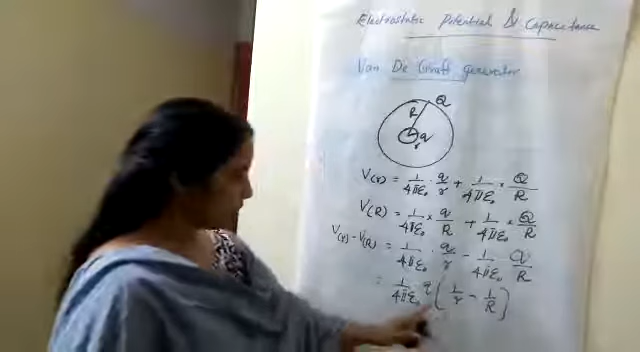 Electrostatic Potential & Capacitance
Van De Graff generator
Q
R
q
r
V(r) = 1/4πε₀ · q/r + 1/4πε₀ × Q/R
V(R) = 1/4πε₀ × q/R + 1/4πε₀ × Q/R
V(r) - V(R) = 1/4πε₀ · q/r - 1/4πε₀ q/R
= 1/4πε₀ q (1/r - 1/R)